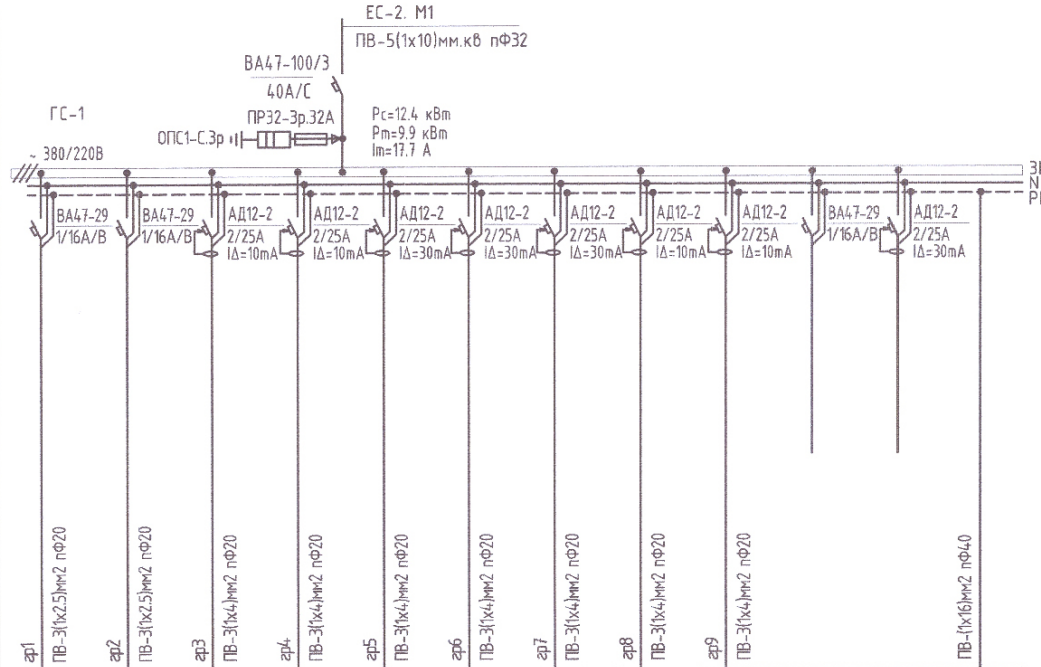 ЕС-2. М1
ПВ-5(1х10)мм.кв пФ32
ВА47-100/3
40А/С
ГС-1
ПР32-3р.32А
ОПС1-С.3р
Рс=12.4 кВт
Рт=9.9 кВт
Iт=17.7 А
~ 380/220В
N
ВА47-29
1/16А/В
ВА47-29
1/16А/В
АД12-2
2/25А
IΔ=10mA
АД12-2
2/25А
IΔ=10mA
АД12-2
2/25А
IΔ=30mA
АД12-2
2/25А
IΔ=30mA
АД12-2
2/25А
IΔ=30mA
АД12-2
2/25А
IΔ=10mA
АД12-2
2/25А
IΔ=10mA
ВА47-29
1/16А/В
АД12-2
2/25А
IΔ=30mA
гр1
ПВ-3(1х2.5)мм2 пФ20
гр2
ПВ-3(1х2.5)мм2 пФ20
гр3
ПВ-3(1х4)мм2 пФ20
гр4
ПВ-3(1х4)мм2 пФ20
гр5
ПВ-3(1х4)мм2 пФ20
гр6
ПВ-3(1х4)мм2 пФ20
гр7
ПВ-3(1х4)мм2 пФ20
гр8
ПВ-3(1х4)мм2 пФ20
гр9
ПВ-3(1х4)мм2 пФ20
ПВ-(1х16)мм2 пФ40